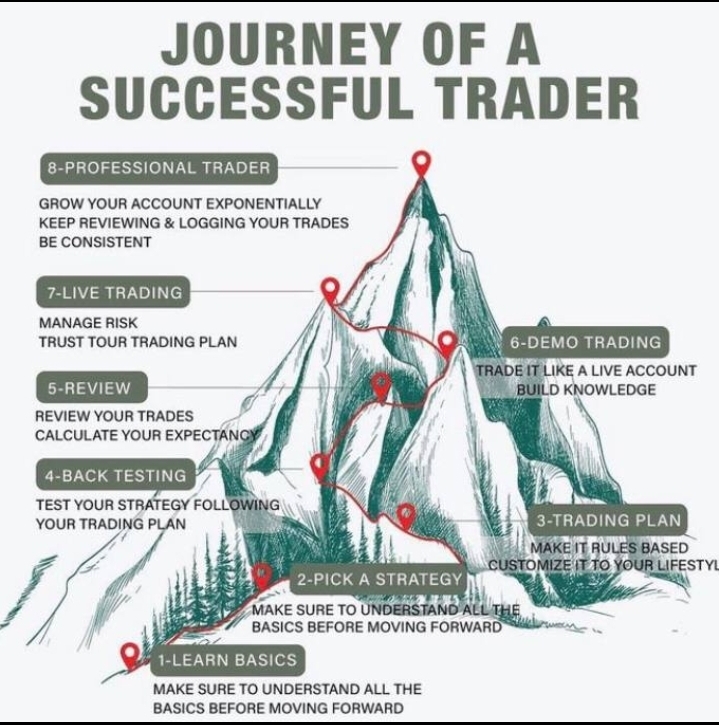 JOURNEY OF A
SUCCESSFUL TRADER
8-PROFESSIONAL TRADER
GROW YOUR ACCOUNT EXPONENTIALLY
KEEP REVIEWING & LOGGING YOUR TRADES
BE CONSISTENT
7-LIVE TRADING
MANAGE RISK
TRUST TOUR TRADING PLAN
6-DEMO TRADING
TRADE IT LIKE A LIVE ACCOUNT
BUILD KNOWLEDGE
5-REVIEW
REVIEW YOUR TRADES
CALCULATE YOUR EXPECTANCY
4-BACK TESTING
TEST YOUR STRATEGY FOLLOWING
YOUR TRADING PLAN
3-TRADING PLAN
MAKE IT RULES BASED
CUSTOMIZE IT TO YOUR LIFESTYL
2-PICK A STRATEGY
MAKE SURE TO UNDERSTAND ALL THE
BASICS BEFORE MOVING FORWARD
1-LEARN BASICS
MAKE SURE TO UNDERSTAND ALL THE
BASICS BEFORE MOVING FORWARD